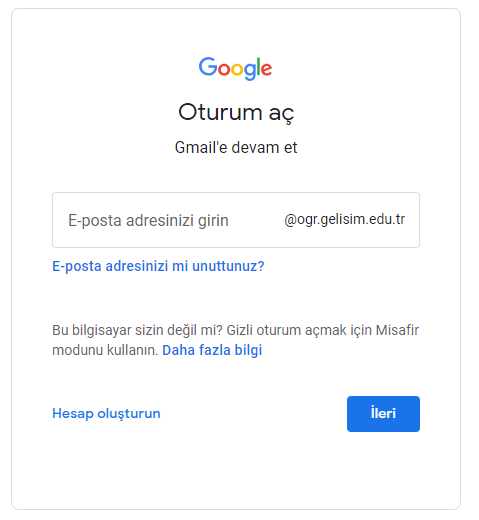 Google
Oturum aç
Gmail'e devam et
E-posta adresinizi girin @ogr.gelisim.edu.tr
E-posta adresinizi mi unuttunuz?
Bu bilgisayar sizin değil mi? Gizli oturum açmak için Misafir
modunu kullanın. Daha fazla bilgi
Hesap oluşturun İleri